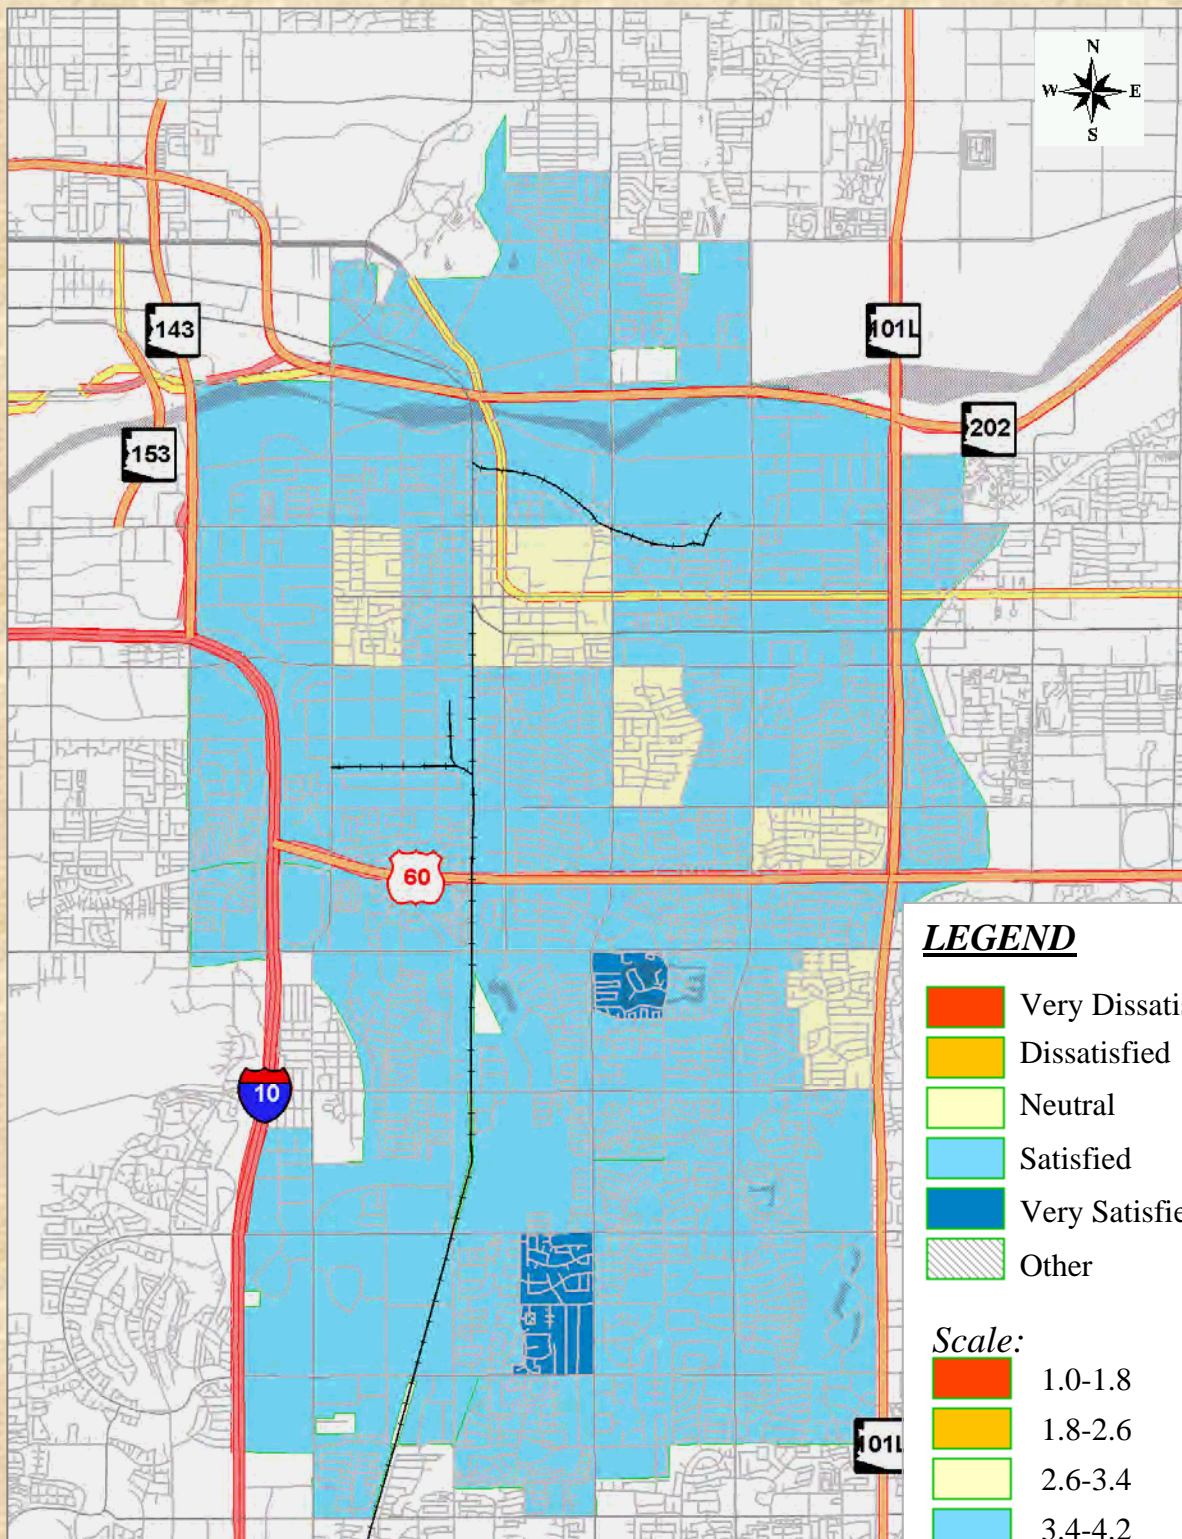 N
W E
S
143
101L
202
153
60
LEGEND
Very Dissatis
Dissatisfied
Neutral
10
Satisfied
Very Satisfie
Other
Scale:
1.0-1.8
101L
1.8-2.6
2.6-3.4
3.4-4.2